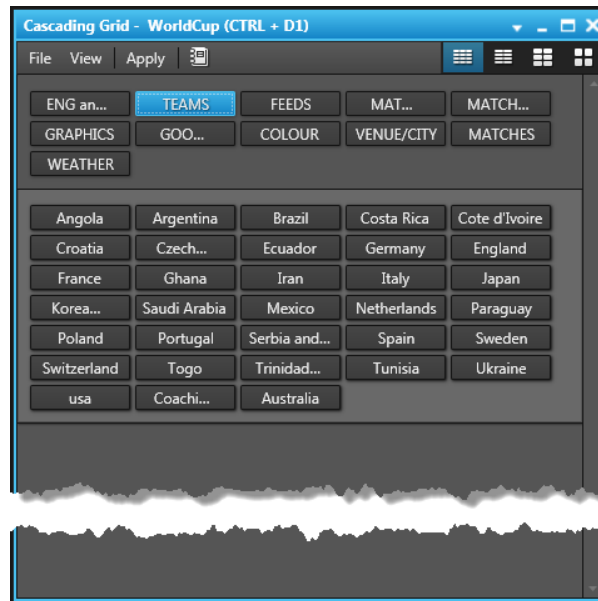 Cascading Grid - WorldCup (CTRL + D1)
File View Apply
ENG an... TEAMS FEEDS MAT... MATCH...
GRAPHICS GOO... COLOUR VENUE/CITY MATCHES
WEATHER
Angola Argentina Brazil Costa Rica Cote d'Ivoire
Croatia Czech... Ecuador Germany England
France Ghana Iran Italy Japan
Korea... Saudi Arabia Mexico Netherlands Paraguay
Poland Portugal Serbia and... Spain Sweden
Switzerland Togo Trinidad... Tunisia Ukraine
usa Coachi... Australia